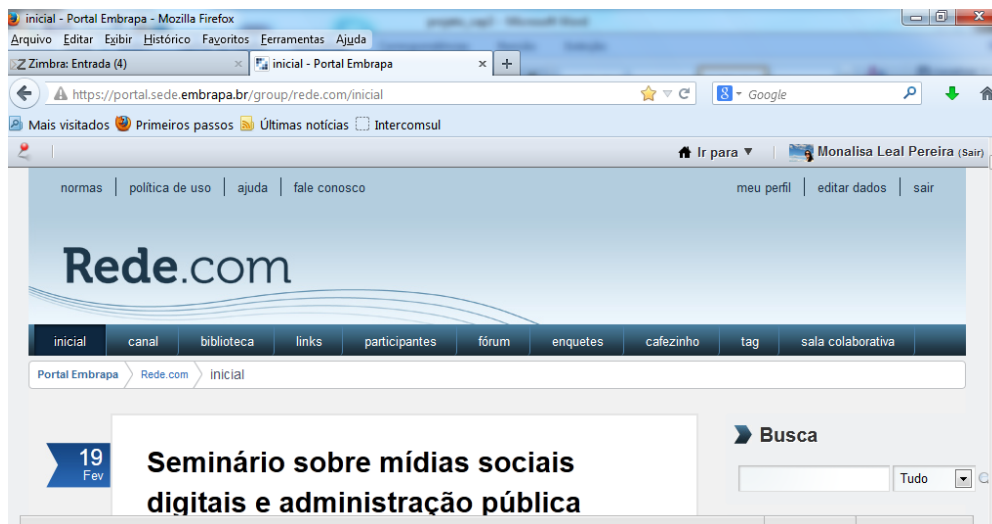 inicial - Portal Embrapa - Mozilla Firefox
Arquivo Editar Exibir Histórico Favoritos Ferramentas Ajuda
Zimbra: Entrada (4) inicial - Portal Embrapa
https://portal.sede.embrapa.br/group/rede.com/inicial Google
Mais visitados Primeiros passos Últimas notícias Intercomsul
Ir para Monalisa Leal Pereira (Sair)
normas política de uso ajuda fale conosco meu perfil editar dados sair
Rede.com
inicial canal biblioteca links participantes fórum enquetes cafezinho tag sala colaborativa
Portal Embrapa Rede.com inicial
19
Fev
Seminário sobre mídias sociais
digitais e administração pública
Busca
Tudo